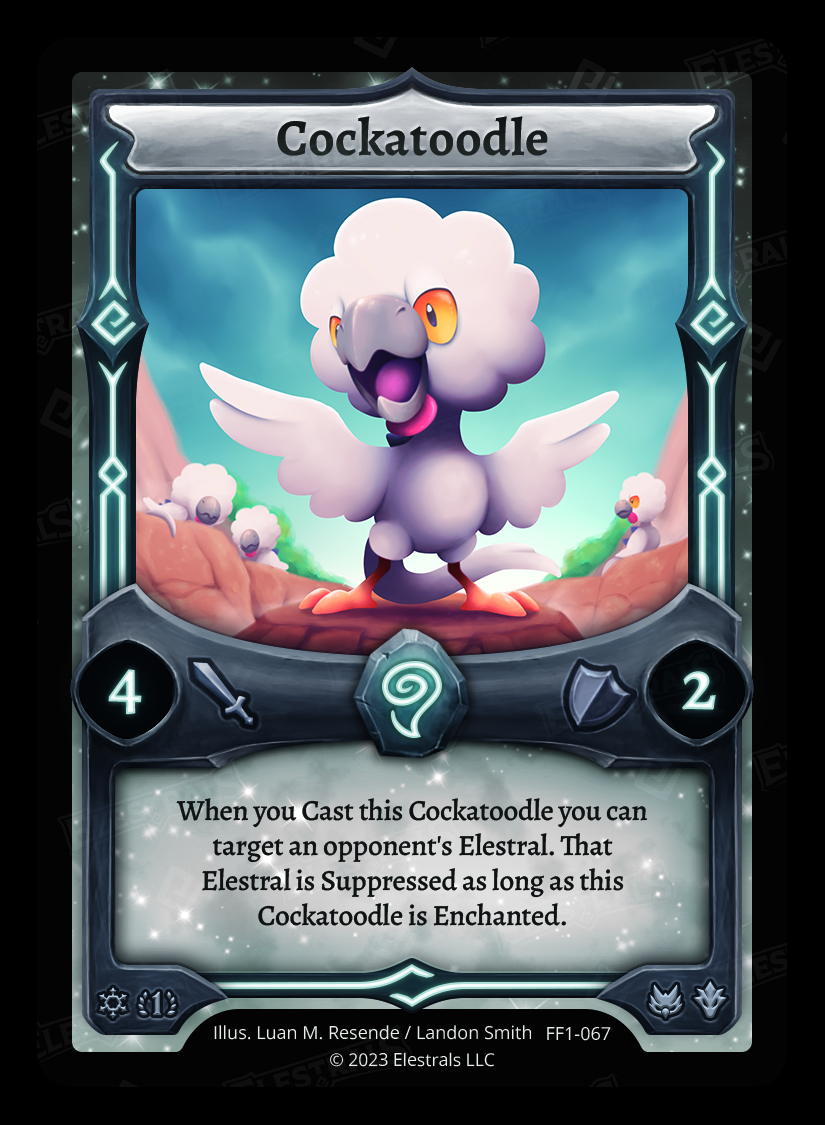 Cockatoodle
4
2
When you Cast this Cockatoodle you can
target an opponent's Elestral. That
Elestral is Suppressed as long as this
Cockatoodle is Enchanted.
1
Illus. Luan M. Resende / Landon Smith FF1-067
© 2023 Elestrals LLC